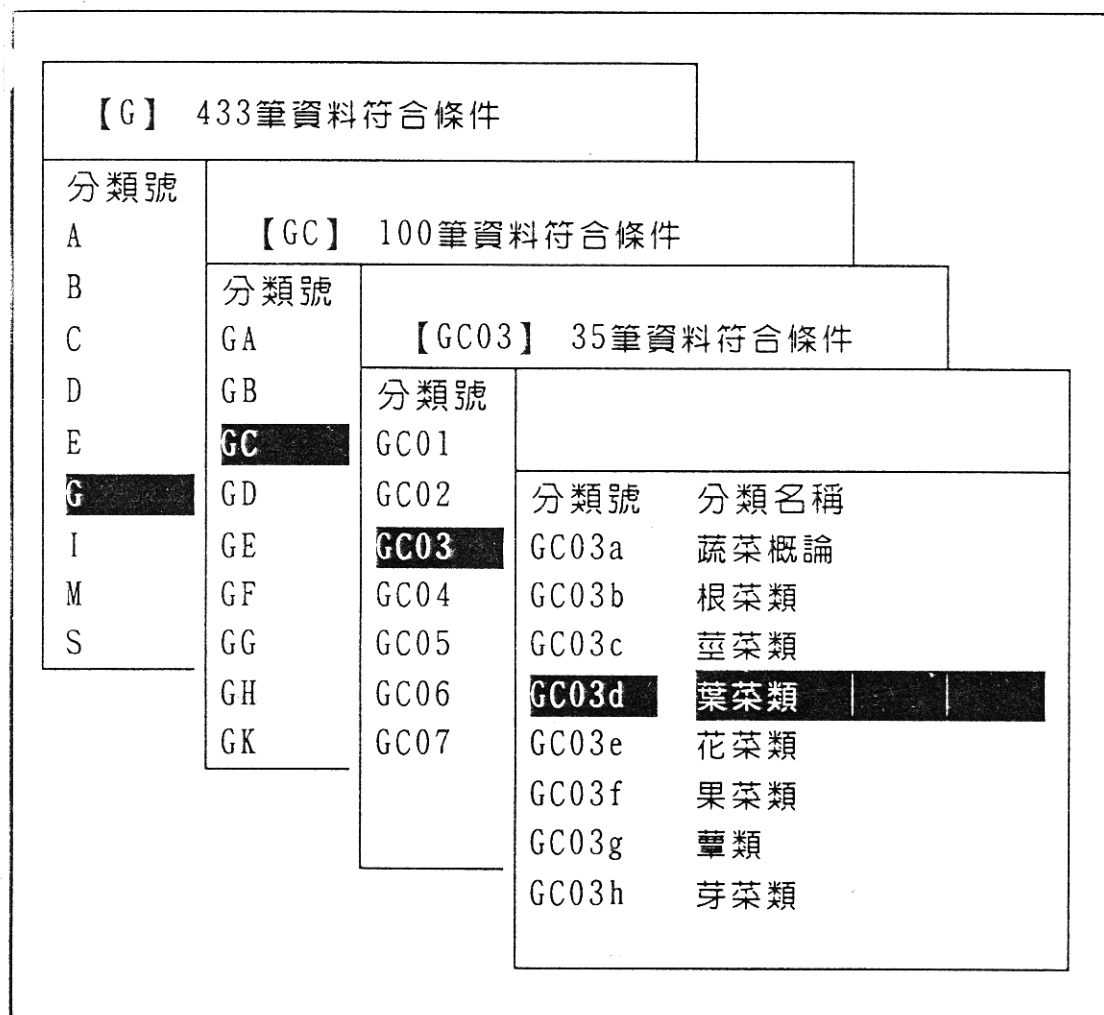 【G】 433筆資料符合條件
分類號
A
B
C
D
E
G
I
M
S
【GC】 100筆資料符合條件
分類號
GA
GB
GC
GD
GE
GF
GG
GH
GK
【GC03】 35筆資料符合條件
分類號
GC01
GC02
GC03
GC04
GC05
GC06
GC07
分類號 分類名稱
GC03a 蔬菜概論
GC03b 根菜類
GC03c 莖菜類
GC03d 葉菜類
GC03e 花菜類
GC03f 果菜類
GC03g 蕈類
GC03h 芽菜類